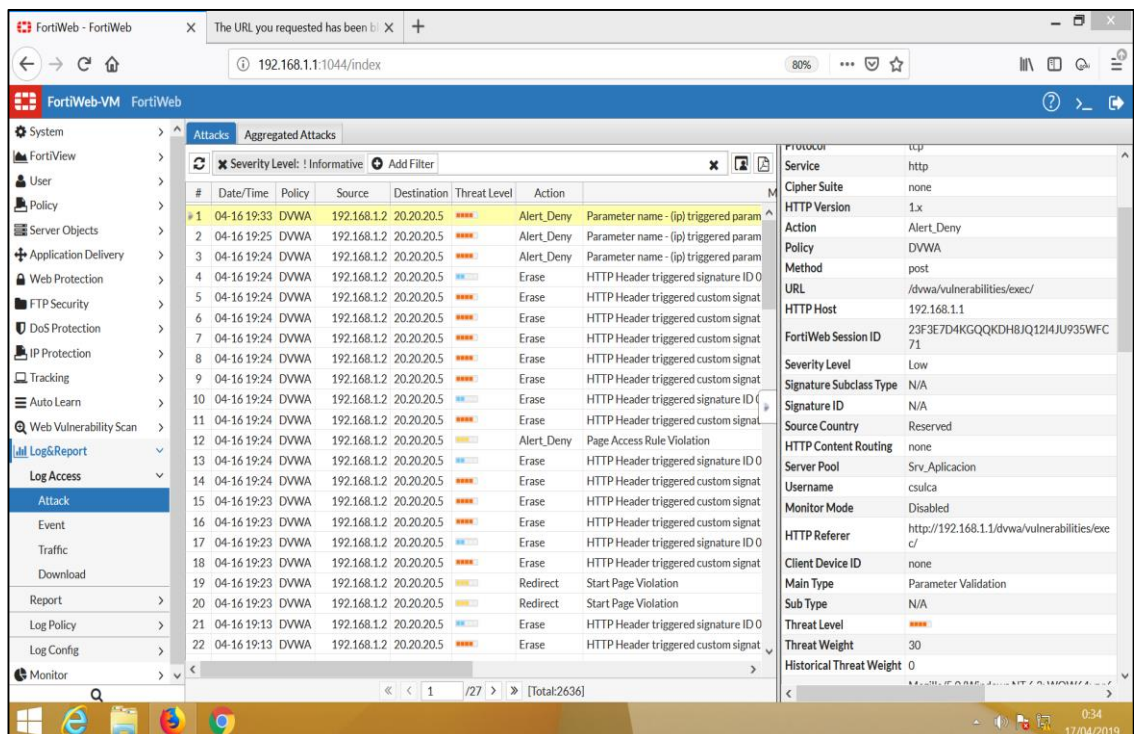 FortiWeb - FortiWeb
The URL you requested has been bl
192.168.1.1:1044/index
80%
FortiWeb-VM FortiWeb
System
FortiView
User
Policy
Server Objects
Application Delivery
Web Protection
FTP Security
DoS Protection
IP Protection
Tracking
Auto Learn
Web Vulnerability Scan
Log&Report
Log Access
Attack
Event
Traffic
Download
Report
Log Policy
Log Config
Monitor
Attacks Aggregated Attacks
Severity Level: ! Informative Add Filter
# Date/Time Policy Source Destination Threat Level Action M
1 04-16 19:33 DVWA 192.168.1.2 20.20.20.5 Alert_Deny Parameter name - (ip) triggered param
2 04-16 19:25 DVWA 192.168.1.2 20.20.20.5 Alert_Deny Parameter name - (ip) triggered param
3 04-16 19:24 DVWA 192.168.1.2 20.20.20.5 Alert_Deny Parameter name - (ip) triggered param
4 04-16 19:24 DVWA 192.168.1.2 20.20.20.5 Erase HTTP Header triggered signature ID 0
5 04-16 19:24 DVWA 192.168.1.2 20.20.20.5 Erase HTTP Header triggered custom signat
6 04-16 19:24 DVWA 192.168.1.2 20.20.20.5 Erase HTTP Header triggered custom signat
7 04-16 19:24 DVWA 192.168.1.2 20.20.20.5 Erase HTTP Header triggered custom signat
8 04-16 19:24 DVWA 192.168.1.2 20.20.20.5 Erase HTTP Header triggered custom signat
9 04-16 19:24 DVWA 192.168.1.2 20.20.20.5 Erase HTTP Header triggered custom signat
10 04-16 19:24 DVWA 192.168.1.2 20.20.20.5 Erase HTTP Header triggered signature ID 0
11 04-16 19:24 DVWA 192.168.1.2 20.20.20.5 Erase HTTP Header triggered custom signat
12 04-16 19:24 DVWA 192.168.1.2 20.20.20.5 Alert_Deny Page Access Rule Violation
13 04-16 19:24 DVWA 192.168.1.2 20.20.20.5 Erase HTTP Header triggered signature ID 0
14 04-16 19:24 DVWA 192.168.1.2 20.20.20.5 Erase HTTP Header triggered custom signat
15 04-16 19:23 DVWA 192.168.1.2 20.20.20.5 Erase HTTP Header triggered custom signat
16 04-16 19:23 DVWA 192.168.1.2 20.20.20.5 Erase HTTP Header triggered custom signat
17 04-16 19:23 DVWA 192.168.1.2 20.20.20.5 Erase HTTP Header triggered signature ID 0
18 04-16 19:23 DVWA 192.168.1.2 20.20.20.5 Erase HTTP Header triggered custom signat
19 04-16 19:23 DVWA 192.168.1.2 20.20.20.5 Redirect Start Page Violation
20 04-16 19:23 DVWA 192.168.1.2 20.20.20.5 Redirect Start Page Violation
21 04-16 19:13 DVWA 192.168.1.2 20.20.20.5 Erase HTTP Header triggered signature ID 0
22 04-16 19:13 DVWA 192.168.1.2 20.20.20.5 Erase HTTP Header triggered custom signat
1 /27 [Total:2636]
Protocol tcp
Service http
Cipher Suite none
HTTP Version 1.x
Action Alert_Deny
Policy DVWA
Method post
URL /dvwa/vulnerabilities/exec/
HTTP Host 192.168.1.1
FortiWeb Session ID 23F3E7D4KGQQKDH8JQ12I4JU935WFC
71
Severity Level Low
Signature Subclass Type N/A
Signature ID N/A
Source Country Reserved
HTTP Content Routing none
Server Pool Srv_Aplicacion
Username csulca
Monitor Mode Disabled
HTTP Referer http://192.168.1.1/dvwa/vulnerabilities/exe
c/
Client Device ID none
Main Type Parameter Validation
Sub Type N/A
Threat Level
Threat Weight 30
Historical Threat Weight 0
0:34
17/04/2019